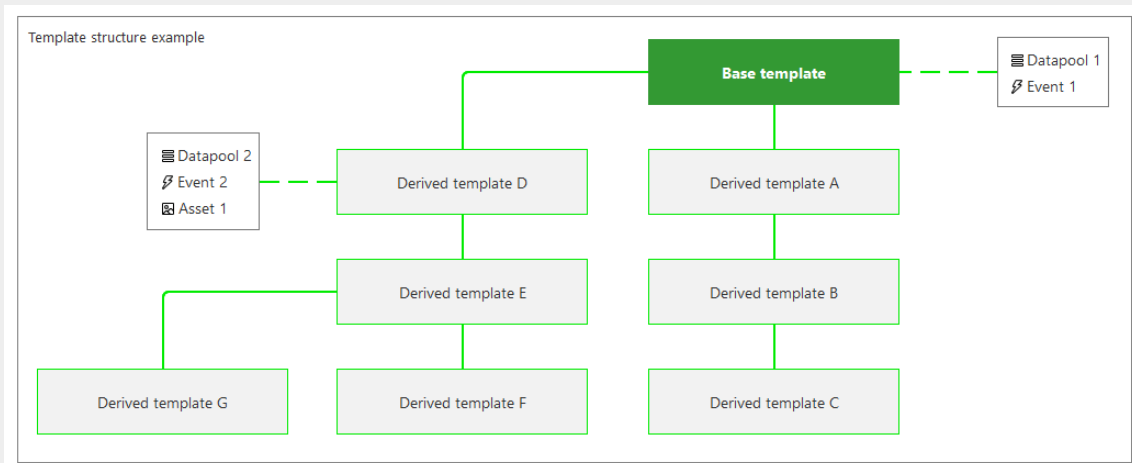 Template structure example
Base template
Datapool 1
Event 1
Datapool 2
Event 2
Asset 1
Derived template D
Derived template A
Derived template E
Derived template B
Derived template G
Derived template F
Derived template C